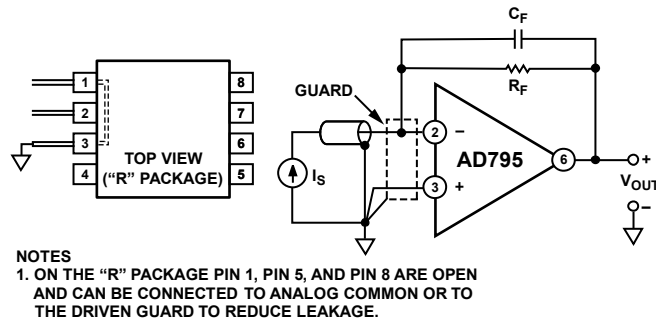 1
2
3
4
8
7
6
5
TOP VIEW
("R" PACKAGE)
GUARD
IS
CF
RF
2
−
3
+
AD795
6
+
VOUT
−
NOTES
1. ON THE "R" PACKAGE PIN 1, PIN 5, AND PIN 8 ARE OPEN
AND CAN BE CONNECTED TO ANALOG COMMON OR TO
THE DRIVEN GUARD TO REDUCE LEAKAGE.